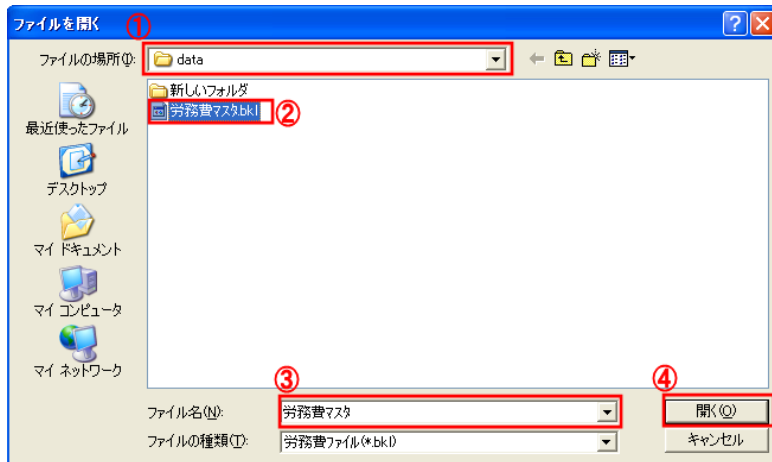 ファイルを開く
①
ファイルの場所(I):
data
新しいフォルダ
労務費マスタ.bkl
②
最近使ったファイル
デスクトップ
マイ ドキュメント
マイ コンピュータ
マイ ネットワーク
③
④
ファイル名(N):
労務費マスタ
開く(O)
ファイルの種類(T):
労務費ファイル(*.bkl)
キャンセル